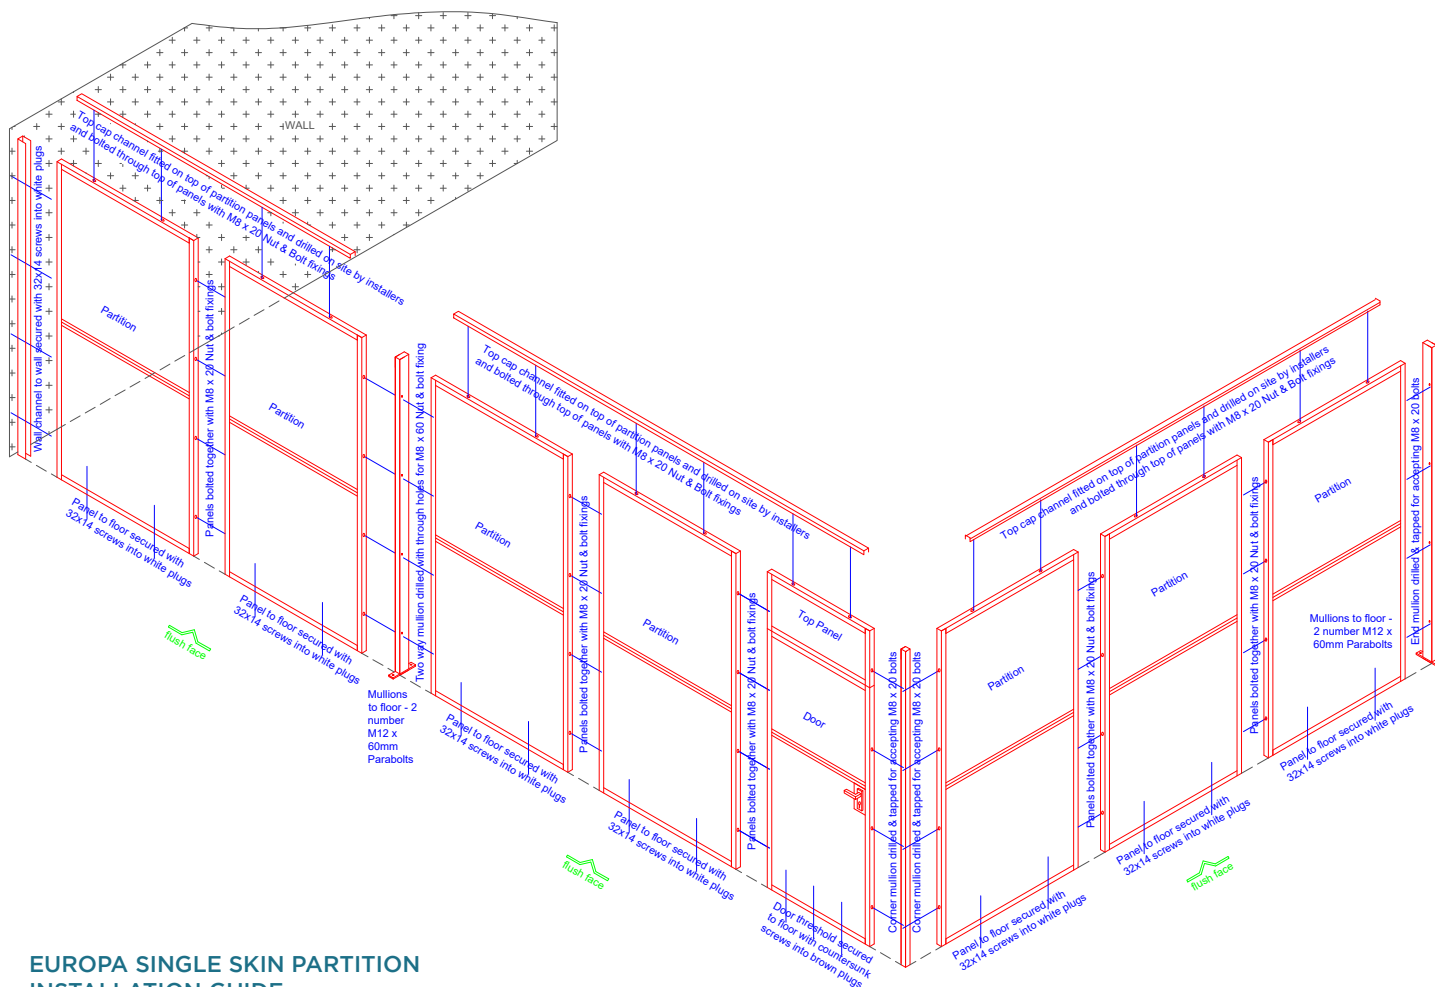 WALL
Top cap channel fitted on top of partition panels and drilled on site by installers
and bolted through top of panels with M8 x 20 Nut & Bolt fixings
Wall channel to wall secured with 32x14 screws into white plugs
Partition
Panels bolted together with M8 x 20 Nut & bolt fixings
Partition
Panel to floor secured with
32x14 screws into white plugs
Panel to floor secured with
32x14 screws into white plugs
flush face
Two way mullion drilled with through holes for M8 x 60 Nut & bolt fixing
Mullions
to floor - 2
number
M12 x
60mm
Parabolts
Top cap channel fitted on top of partition panels and drilled on site by installers
and bolted through top of panels with M8 x 20 Nut & Bolt fixings
Partition
Panels bolted together with M8 x 20 Nut & bolt fixings
Partition
Panels bolted together with M8 x 20 Nut & bolt fixings
Top Panel
Door
Panel to floor secured with
32x14 screws into white plugs
Panel to floor secured with
32x14 screws into white plugs
flush face
Door threshold secured
to floor with countersunk
screws into brown plugs
Corner mullion drilled & tapped for accepting M8 x 20 bolts
Corner mullion drilled & tapped for accepting M8 x 20 bolts
Top cap channel fitted on top of partition panels and drilled on site by installers
and bolted through top of panels with M8 x 20 Nut & Bolt fixings
Partition
Panels bolted together with M8 x 20 Nut & bolt fixings
Partition
Panels bolted together with M8 x 20 Nut & bolt fixings
Partition
Mullions to floor -
2 number M12 x
60mm Parabolts
End mullion drilled & tapped for accepting M8 x 20 bolts
Panel to floor secured with
32x14 screws into white plugs
Panel to floor secured with
32x14 screws into white plugs
Panel to floor secured with
32x14 screws into white plugs
flush face
EUROPA SINGLE SKIN PARTITION
INSTALLATION GUIDE